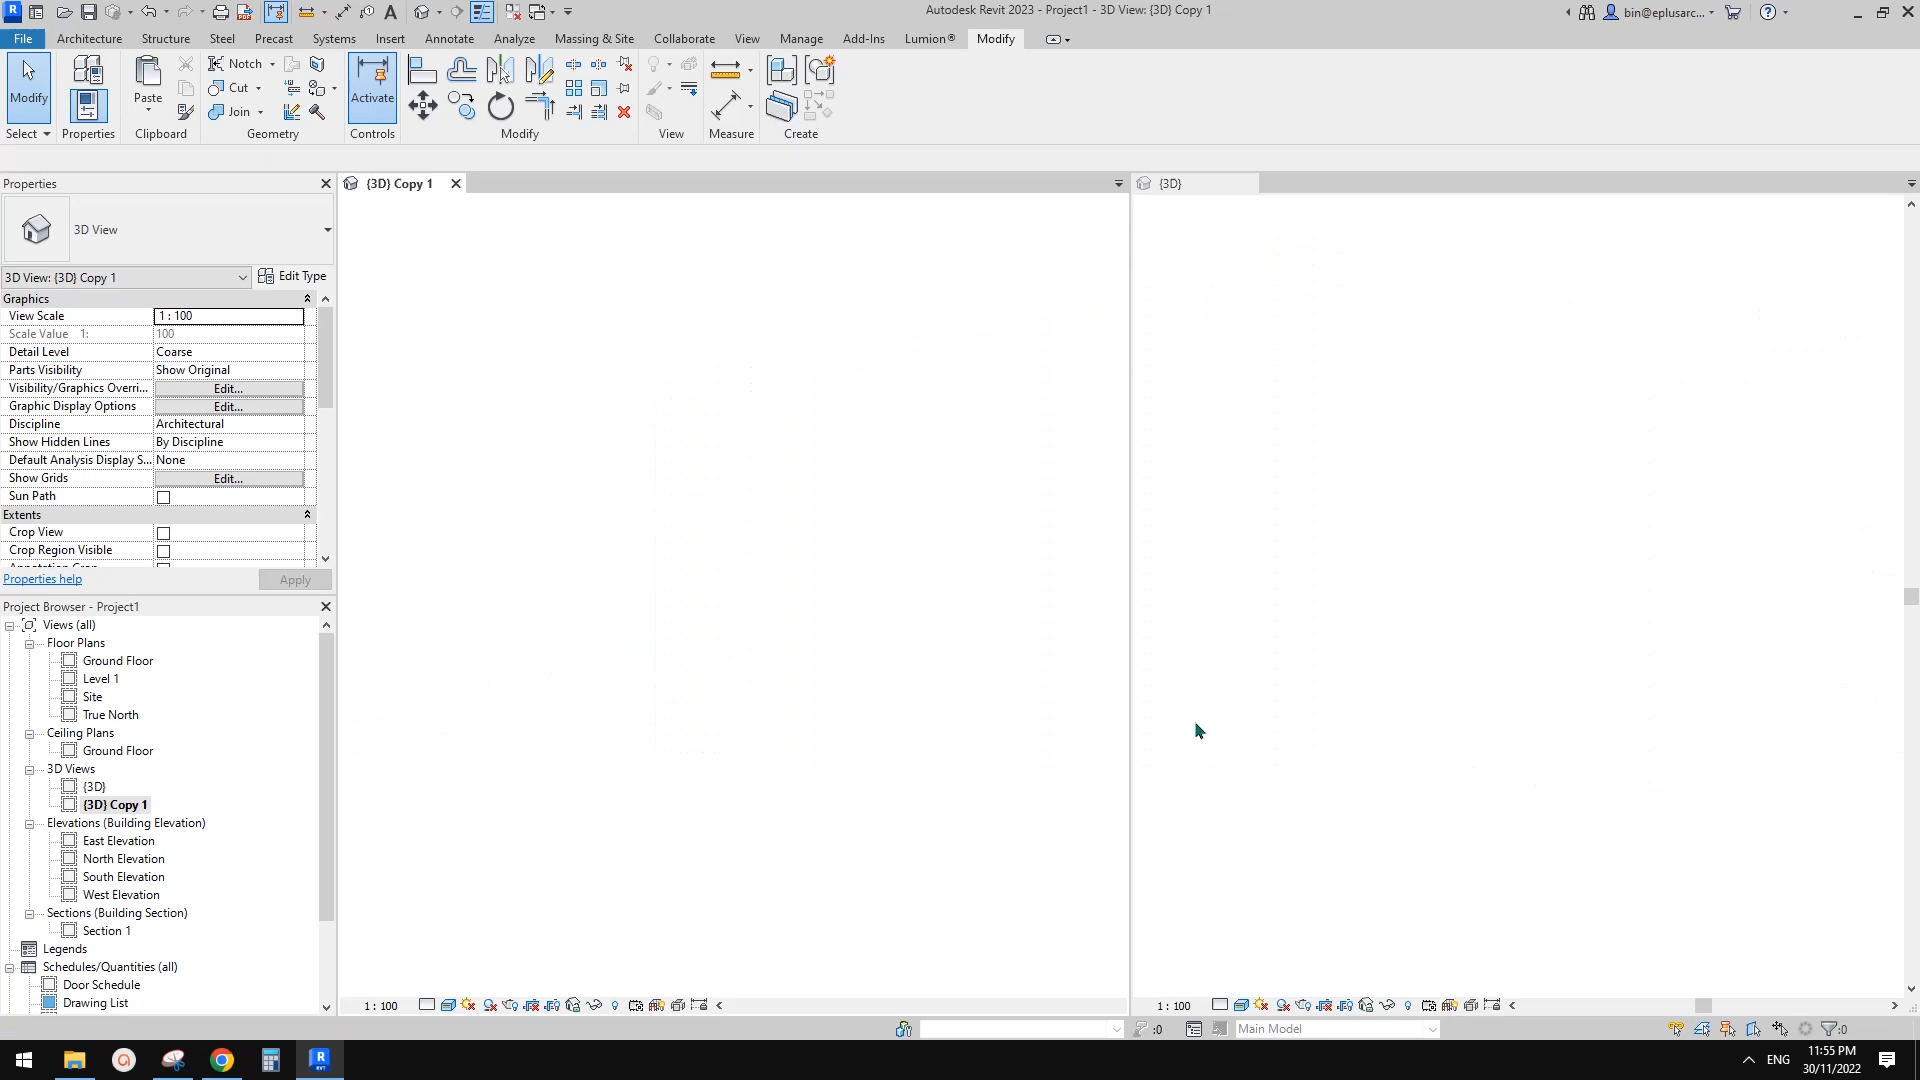 Autodesk Revit 2023 - Project1 - 3D View: {3D} Copy 1
bin@eplusarc...
File Architecture Structure Steel Precast Systems Insert Annotate Analyze Massing & Site Collaborate View Manage Add-Ins Lumion® Modify
Modify
Paste
Notch
Cut
Join
Activate
Select Properties Clipboard Geometry Controls Modify View Measure Create
Properties
3D View
3D View: {3D} Copy 1
Edit Type
Graphics
View Scale 1 : 100
Scale Value 1: 100
Detail Level Coarse
Parts Visibility Show Original
Visibility/Graphics Overri... Edit...
Graphic Display Options Edit...
Discipline Architectural
Show Hidden Lines By Discipline
Default Analysis Display S... None
Show Grids Edit...
Sun Path
Extents
Crop View
Crop Region Visible
Properties help
Apply
Project Browser - Project1
Views (all)
Floor Plans
Ground Floor
Level 1
Site
True North
Ceiling Plans
Ground Floor
3D Views
{3D}
{3D} Copy 1
Elevations (Building Elevation)
East Elevation
North Elevation
South Elevation
West Elevation
Sections (Building Section)
Section 1
Legends
Schedules/Quantities (all)
Door Schedule
Drawing List
{3D} Copy 1
{3D}
1 : 100
1 : 100
:0
Main Model
:0
ENG
11:55 PM
30/11/2022